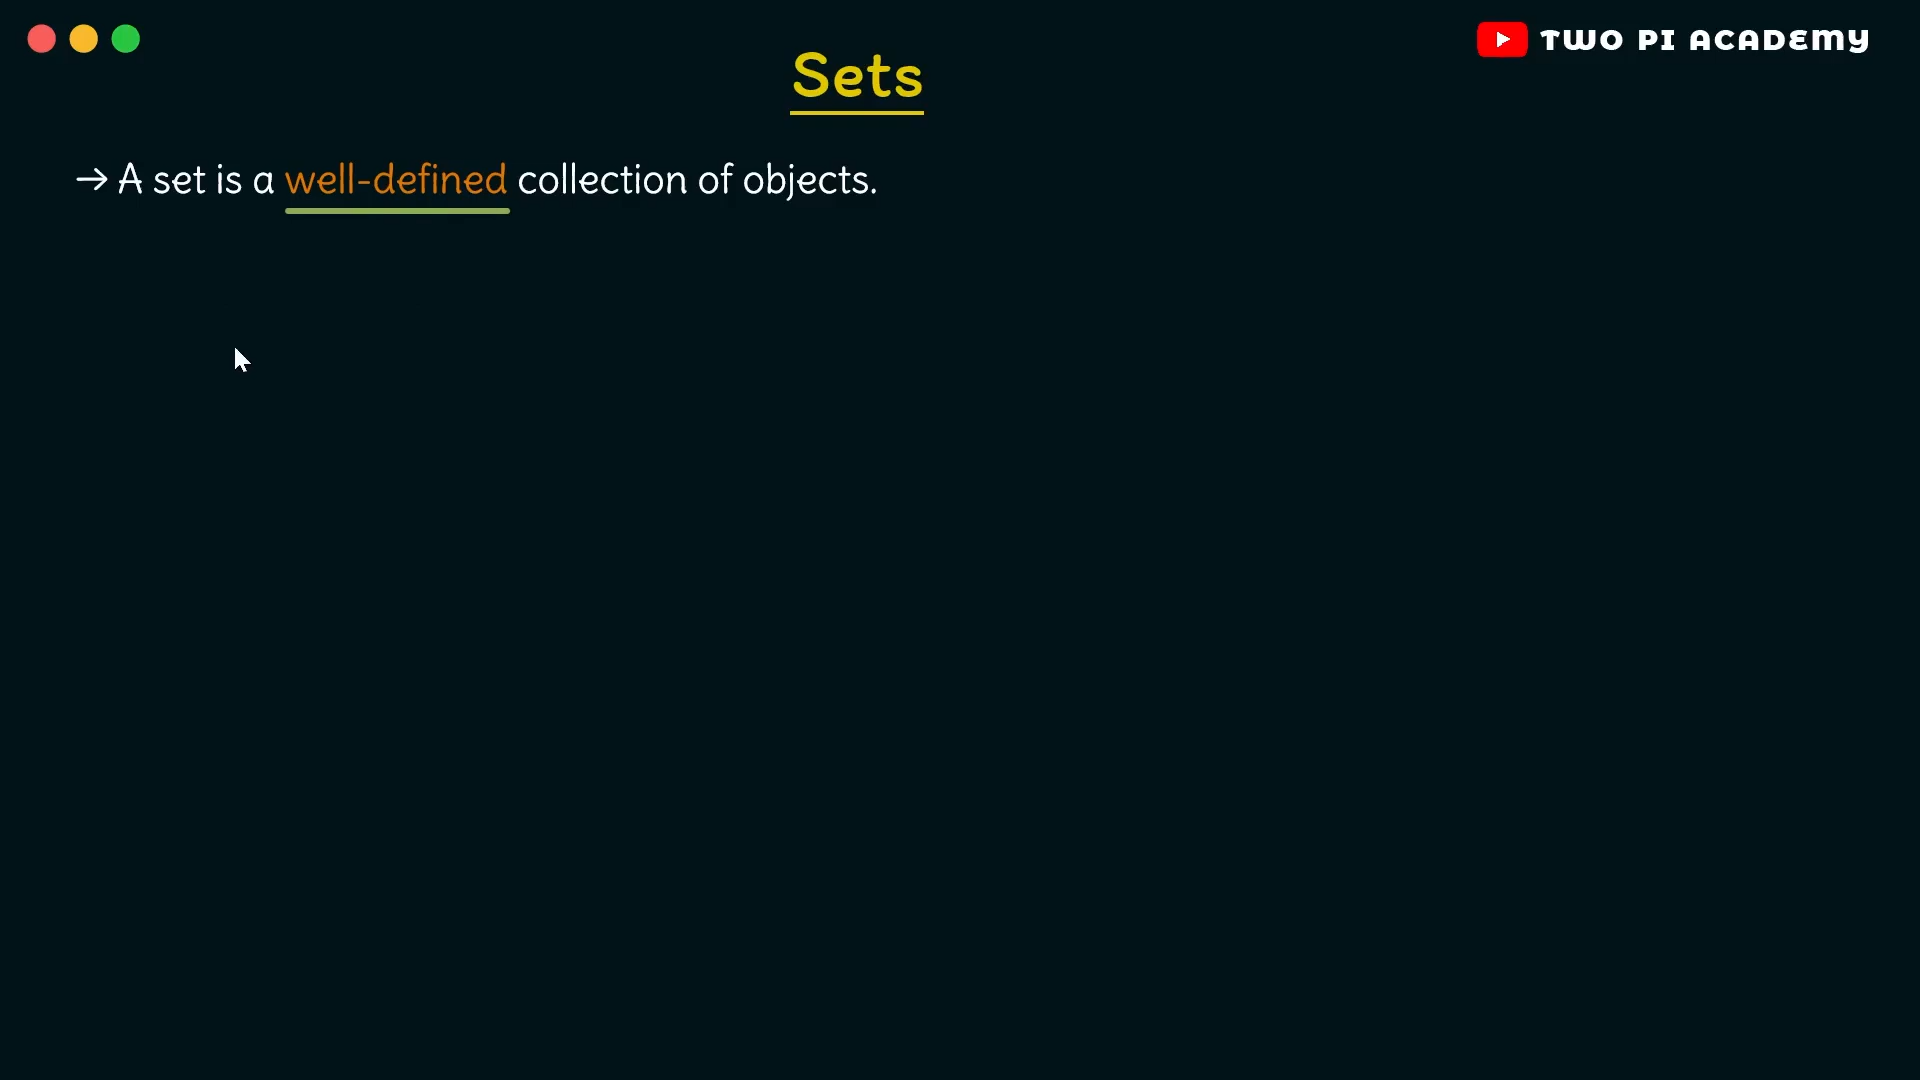 TWO PI ACADEMY
Sets
→ A set is a well-defined collection of objects.